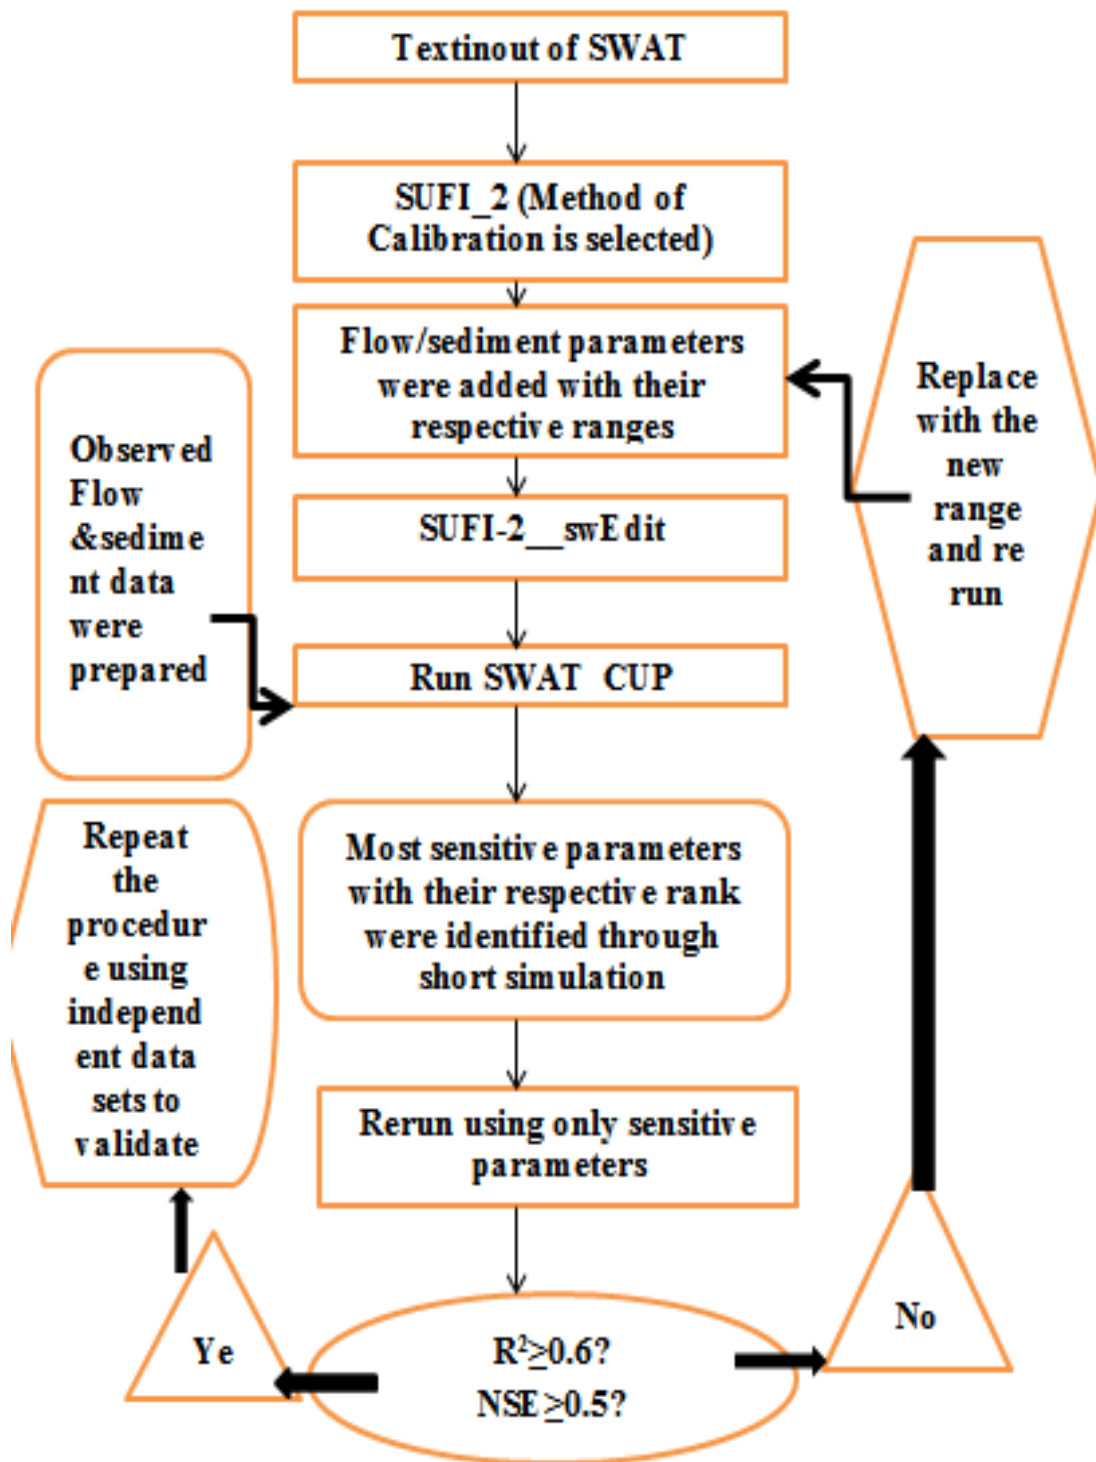 Textinout of SWAT
SUFI_2 (Method of
Calibration is selected)
Flow/sediment parameters
were added with their
respective ranges
Replace
with the
new
range
and re
run
Observed
Flow
&sedime
nt data
were
prepared
SUFI-2__swEdit
Run SWAT_CUP
Most sensitive parameters
with their respective rank
were identified through
short simulation
Repeat
the
procedur
e using
independ
ent data
sets to
validate
Rerun using only sensitive
parameters
R²≥0.6?
NSE≥0.5?
Ye
No